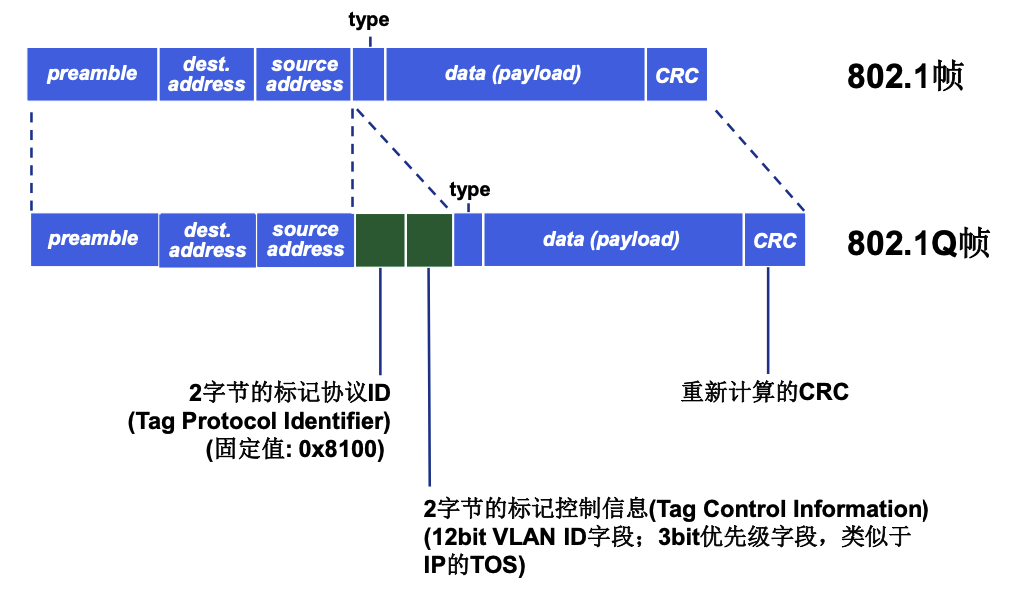 type
preamble
dest.
address
source
address
data (payload)
CRC
802.1帧
type
preamble
dest.
address
source
address
data (payload)
CRC
802.1Q帧
2字节的标记协议ID
(Tag Protocol Identifier)
(固定值: 0x8100)
重新计算的CRC
2字节的标记控制信息(Tag Control Information)
(12bit VLAN ID字段；3bit优先级字段，类似于
IP的TOS)